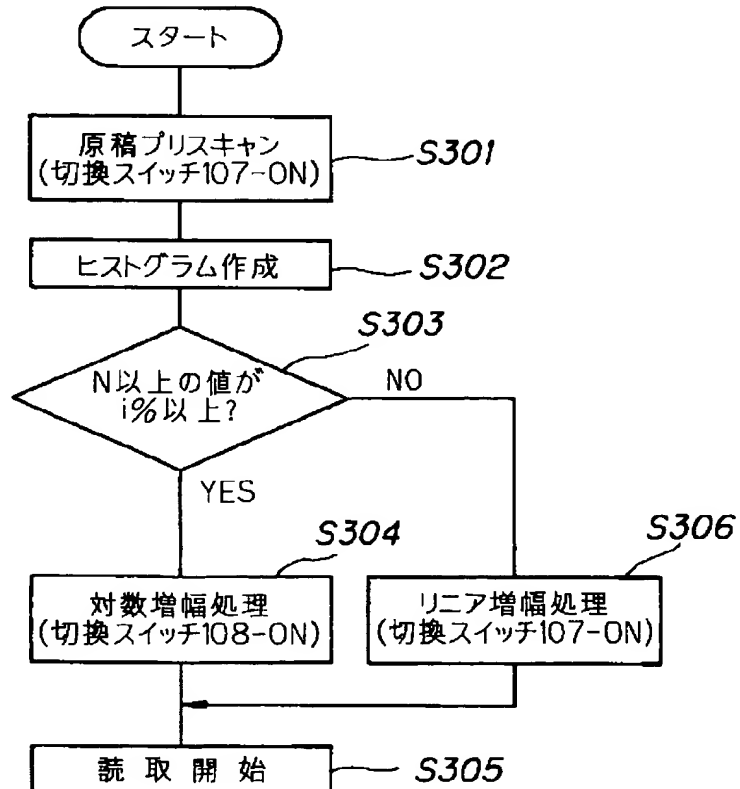 スタート
原稿プリスキャン
(切換スイッチ107-ON)
S301
ヒストグラム作成
S302
S303
N以上の値が
i%以上?
NO
YES
S304
S306
対数増幅処理
(切換スイッチ108-ON)
リニア増幅処理
(切換スイッチ107-ON)
読取開始
S305